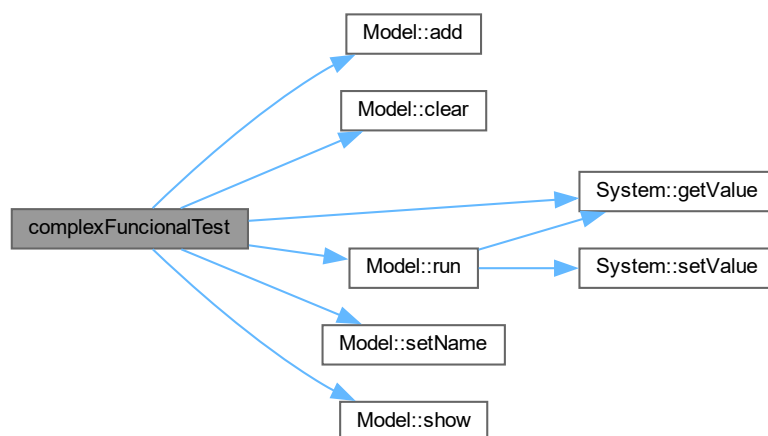 Model::add
Model::clear
System::getValue
complexFuncionalTest
Model::run
System::setValue
Model::setName
Model::show